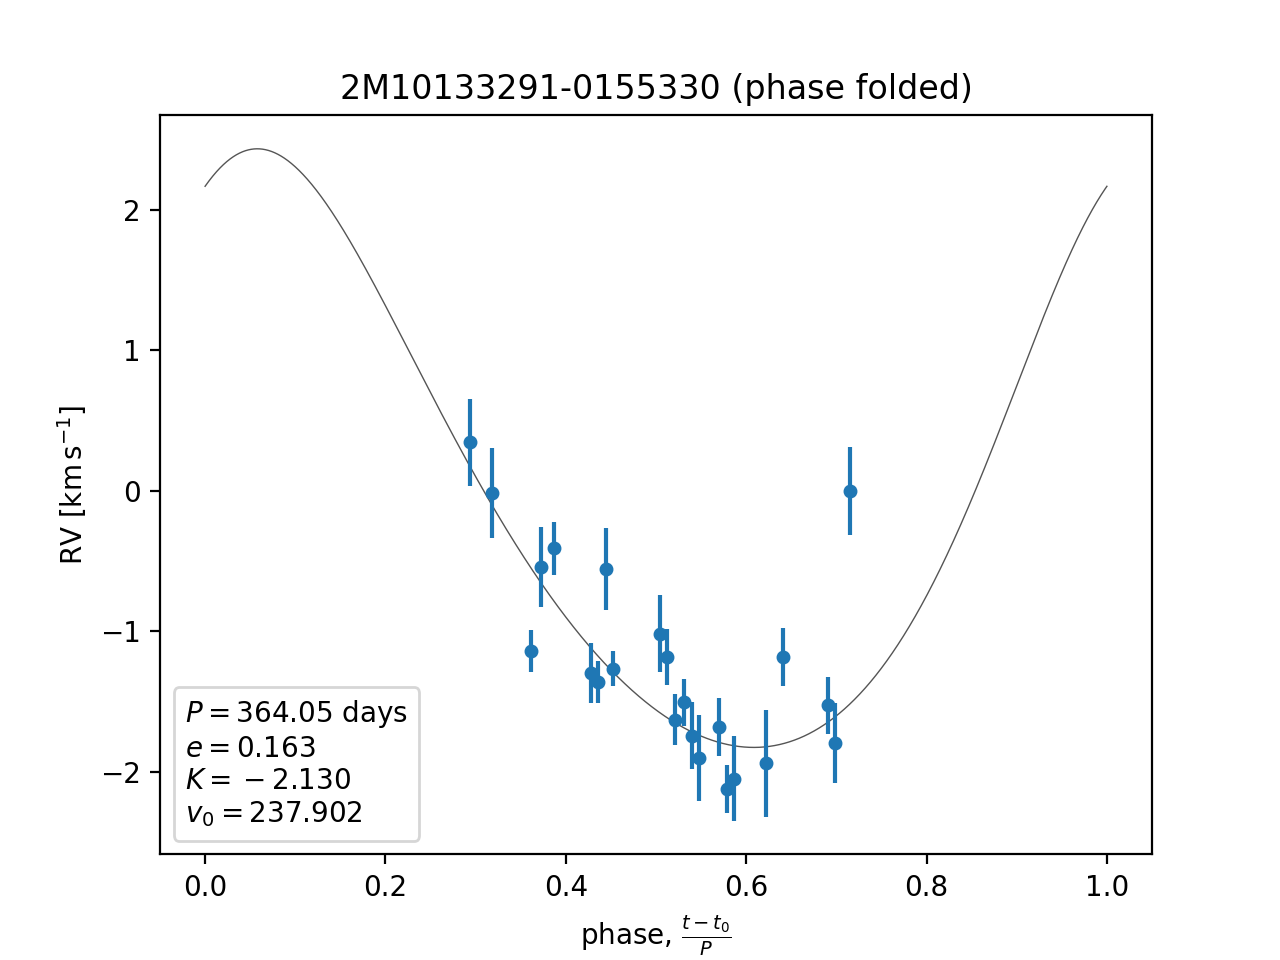 2M10133291-0155330 (phase folded)
RV [km s⁻¹]
2
1
0
−1
−2
P = 364.05 days
e = 0.163
K = −2.130
v₀ = 237.902
0.0 0.2 0.4 0.6 0.8 1.0
phase, (t − t₀)/P